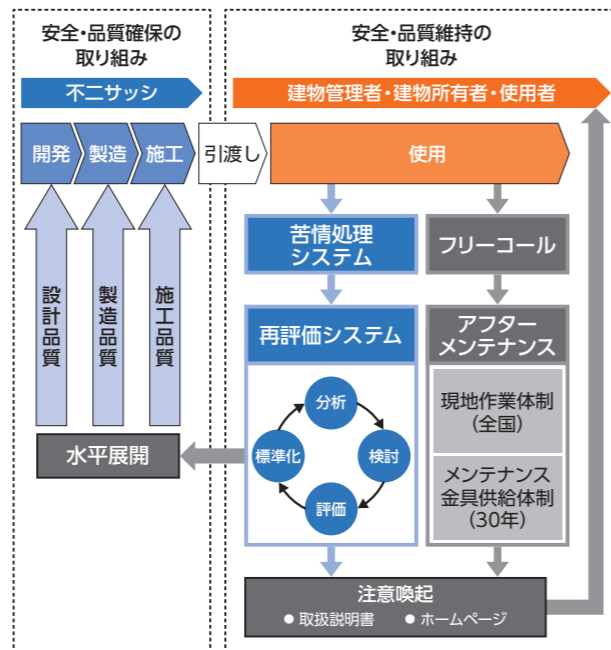 安全・品質確保の
取り組み
不二サッシ
開発
製造
施工
設計品質
製造品質
施工品質
水平展開
安全・品質維持の
取り組み
建物管理者・建物所有者・使用者
引渡し
使用
苦情処理
システム
フリーコール
再評価システム
分析
検討
評価
標準化
アフター
メンテナンス
現地作業体制
(全国)
メンテナンス
金具供給体制
(30年)
注意喚起
● 取扱説明書 ● ホームページ